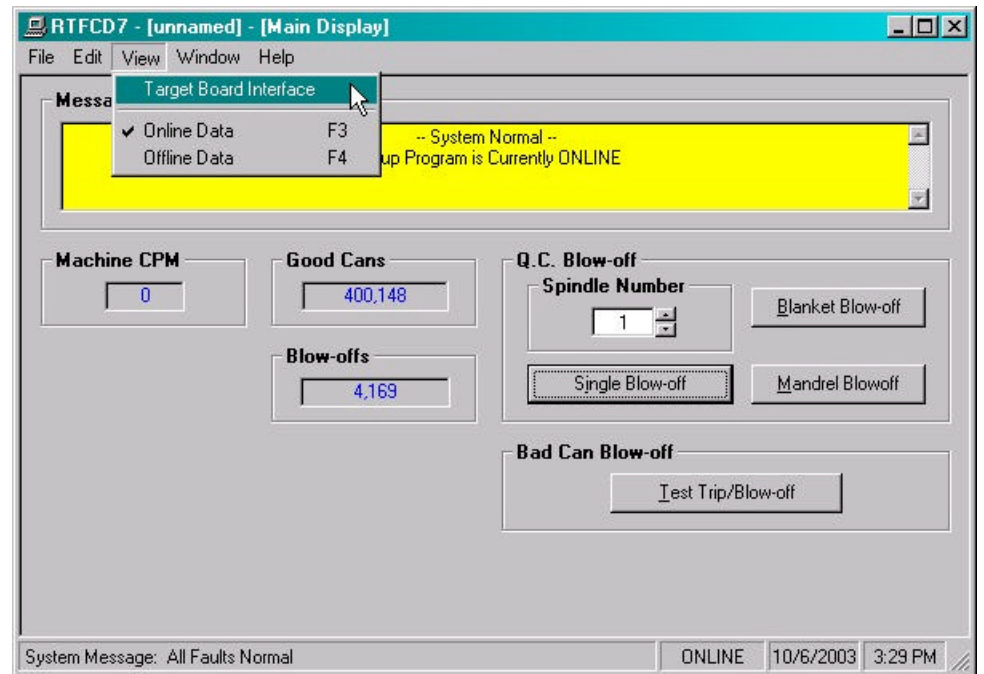 RTFCD7 - [unnamed] - [Main Display]
File Edit View Window Help
Target Board Interface
Online Data F3
Offline Data F4
Messa
-- System Normal --
up Program is Currently ONLINE
Machine CPM
0
Good Cans
400,148
Blow-offs
4,169
Q.C. Blow-off
Spindle Number
1
Blanket Blow-off
Single Blow-off
Mandrel Blowoff
Bad Can Blow-off
Test Trip/Blow-off
System Message: All Faults Normal ONLINE 10/6/2003 3:29 PM